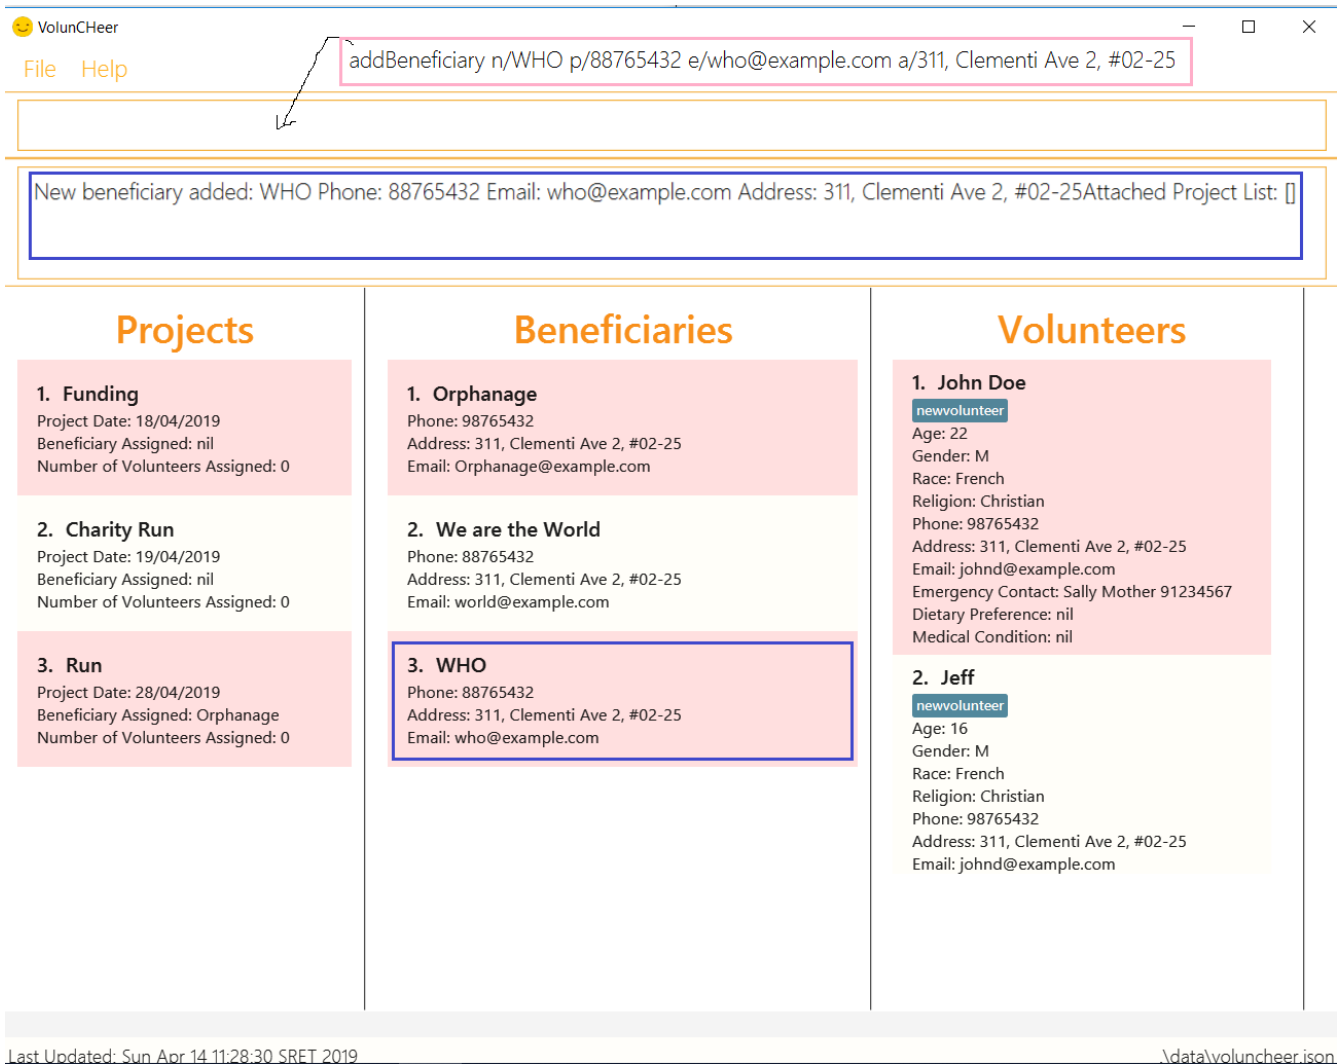 VolunCHeer
File Help
addBeneficiary n/WHO p/88765432 e/who@example.com a/311, Clementi Ave 2, #02-25
New beneficiary added: WHO Phone: 88765432 Email: who@example.com Address: 311, Clementi Ave 2, #02-25Attached Project List: []
Projects
1. Funding
Project Date: 18/04/2019
Beneficiary Assigned: nil
Number of Volunteers Assigned: 0
2. Charity Run
Project Date: 19/04/2019
Beneficiary Assigned: nil
Number of Volunteers Assigned: 0
3. Run
Project Date: 28/04/2019
Beneficiary Assigned: Orphanage
Number of Volunteers Assigned: 0
Beneficiaries
1. Orphanage
Phone: 98765432
Address: 311, Clementi Ave 2, #02-25
Email: Orphanage@example.com
2. We are the World
Phone: 88765432
Address: 311, Clementi Ave 2, #02-25
Email: world@example.com
3. WHO
Phone: 88765432
Address: 311, Clementi Ave 2, #02-25
Email: who@example.com
Volunteers
1. John Doe
newvolunteer
Age: 22
Gender: M
Race: French
Religion: Christian
Phone: 98765432
Address: 311, Clementi Ave 2, #02-25
Email: johnd@example.com
Emergency Contact: Sally Mother 91234567
Dietary Preference: nil
Medical Condition: nil
2. Jeff
newvolunteer
Age: 16
Gender: M
Race: French
Religion: Christian
Phone: 98765432
Address: 311, Clementi Ave 2, #02-25
Email: johnd@example.com
Last Updated: Sun Apr 14 11:28:30 SRET 2019
.\data\voluncheer.json